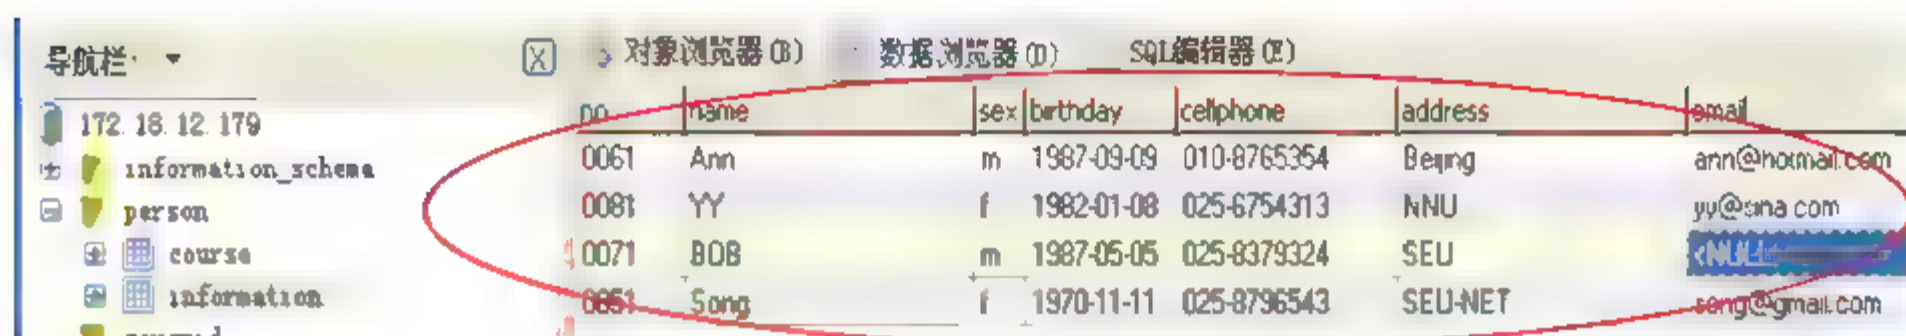 导航栏: 对象浏览器(B) 数据浏览器(D) SQL编辑器(E)
no name sex birthday cellphone address email
172.16.12.179
0061 Ann m 1987-09-09 010-8765354 Beijing ann@hotmail.com
information_schema
0081 YY f 1982-01-08 025-6754313 NNU yy@sina.com
person
0071 BOB m 1987-05-05 025-8379324 SEU
course
0651 Song f 1970-11-11 025-8796543 SEU-NET song@gmail.com
information